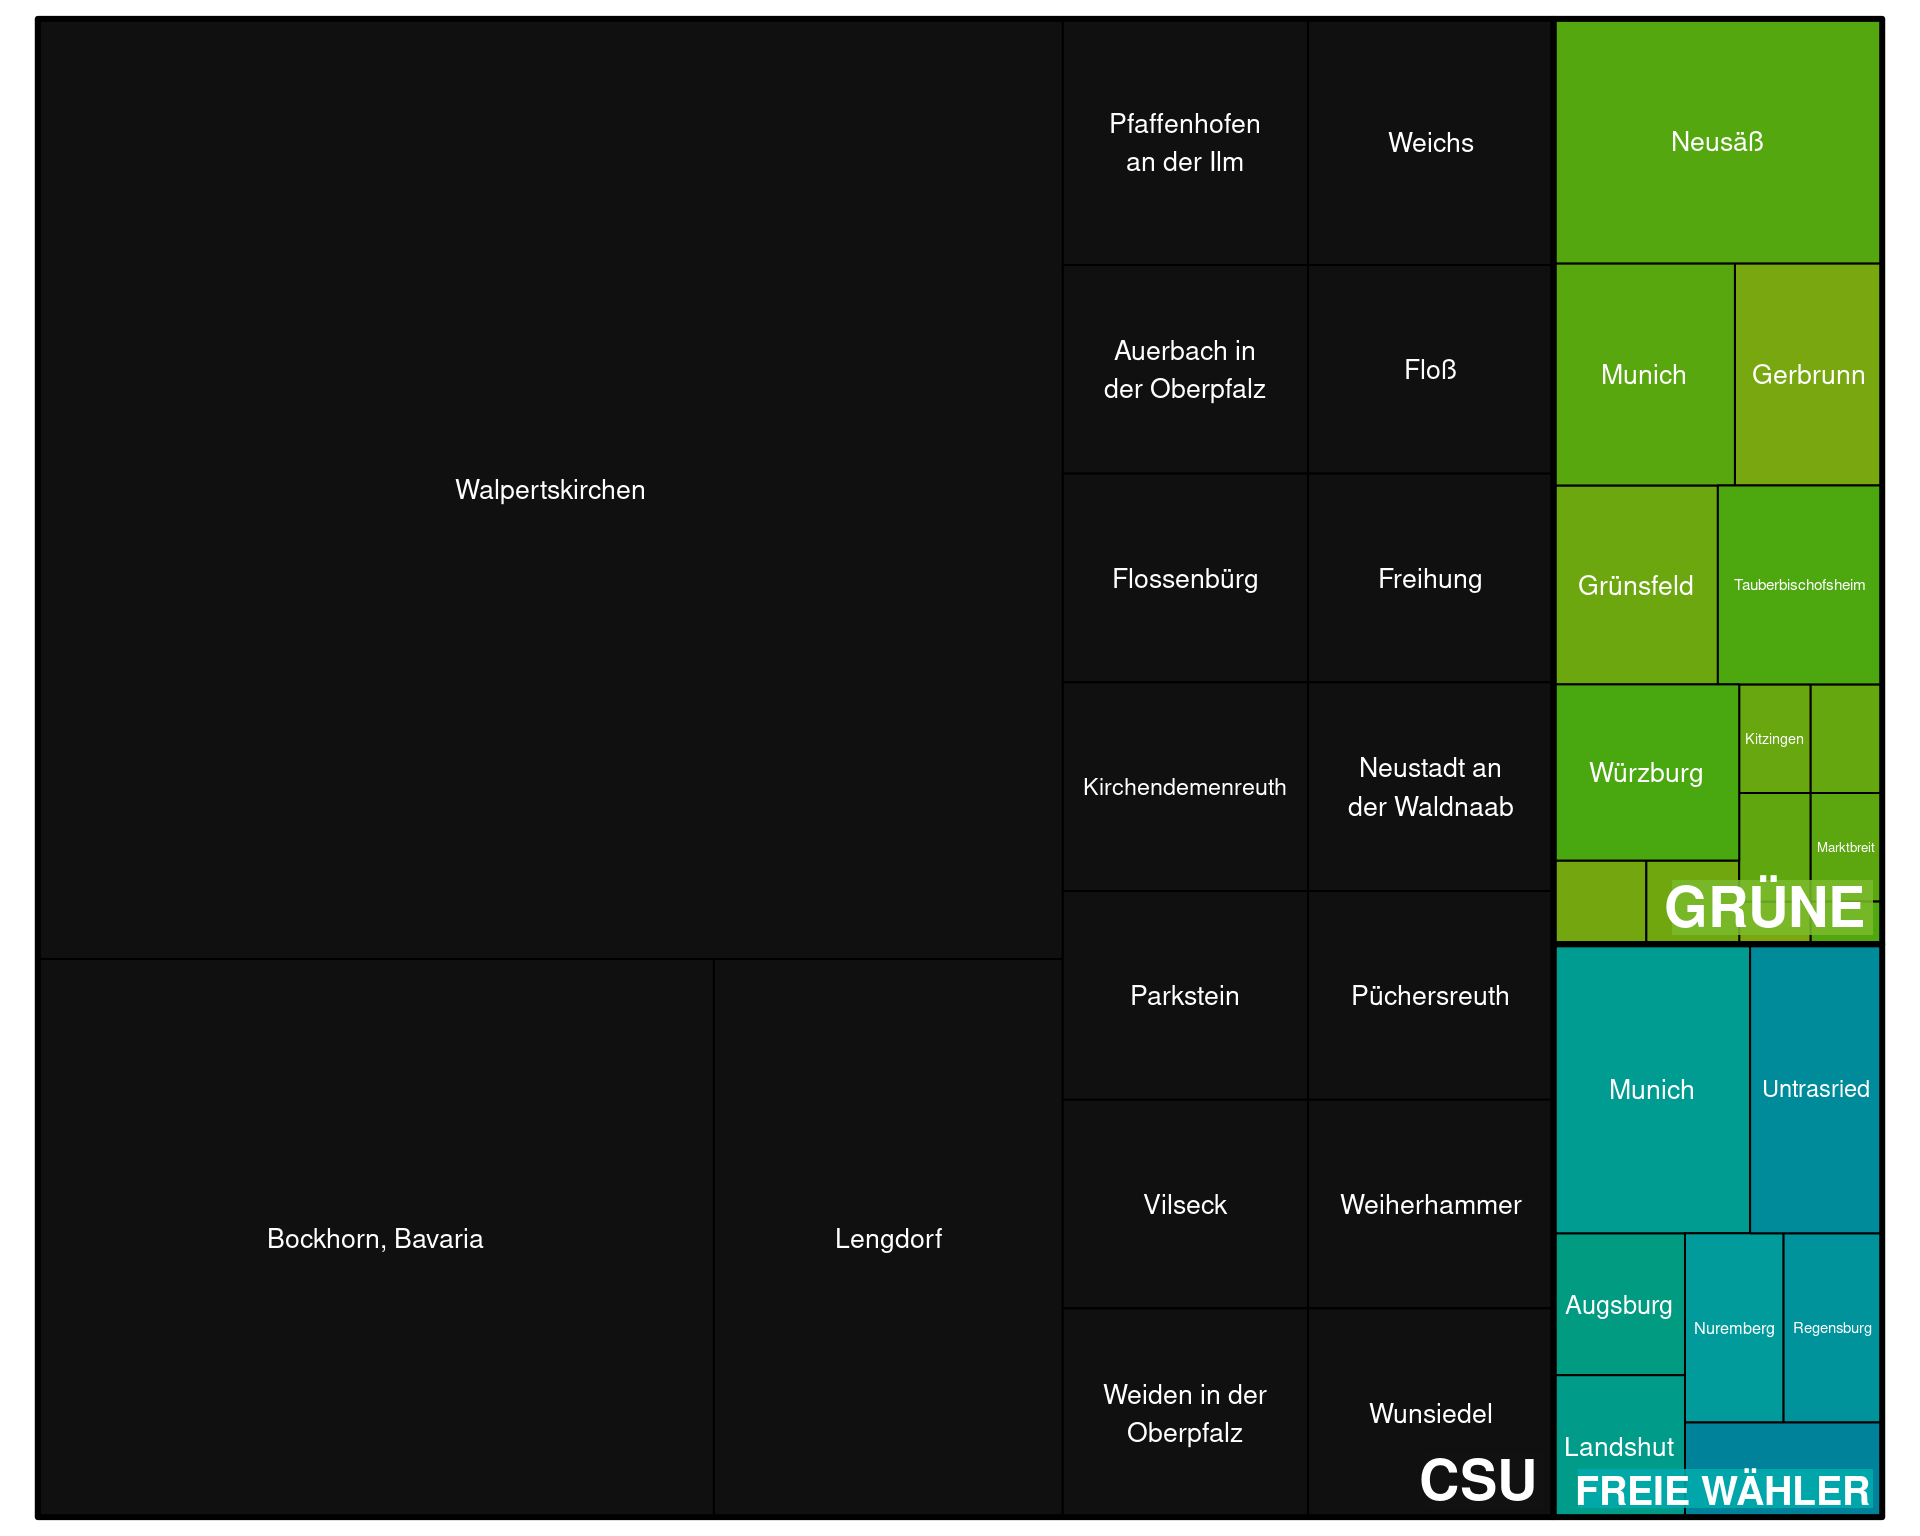 Walpertskirchen
Bockhorn, Bavaria
Lengdorf
Pfaffenhofen
an der Ilm
Weichs
Auerbach in
der Oberpfalz
Floß
Flossenbürg
Freihung
Kirchendemenreuth
Neustadt an
der Waldnaab
Parkstein
Püchersreuth
Vilseck
Weiherhammer
Weiden in der
Oberpfalz
Wunsiedel
CSU
Neusäß
Munich
Gerbrunn
Grünsfeld
Tauberbischofsheim
Würzburg
Kitzingen
Marktbreit
GRÜNE
Munich
Untrasried
Augsburg
Nuremberg
Regensburg
Landshut
FREIE WÄHLER